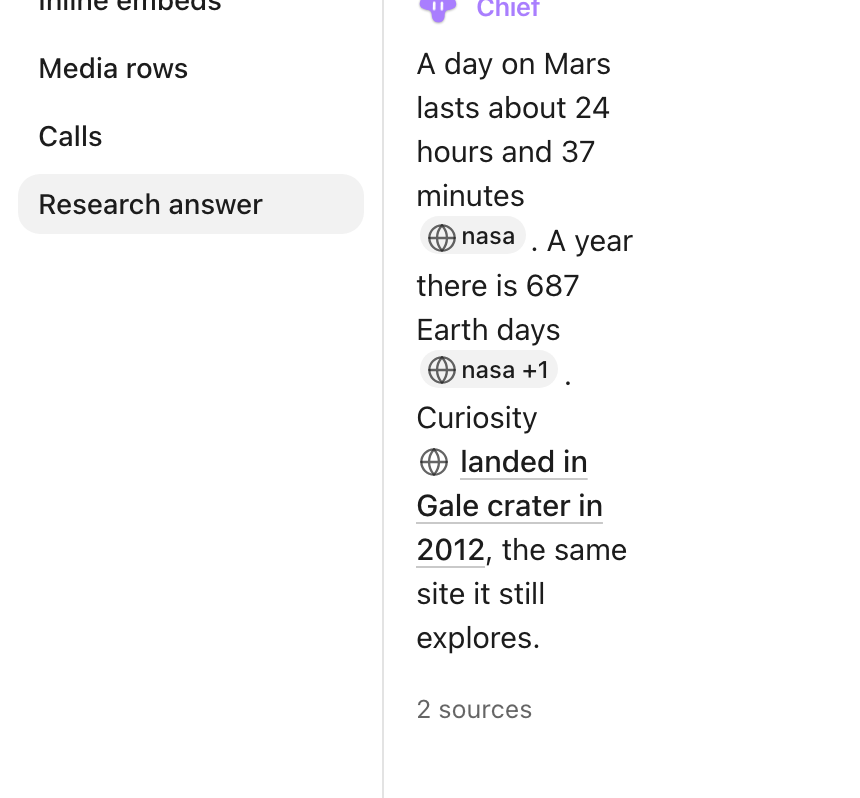 Inline embeds
Media rows
Calls
Research answer
Chief
A day on Mars
lasts about 24
hours and 37
minutes
nasa . A year
there is 687
Earth days
nasa +1 .
Curiosity
landed in
Gale crater in
2012, the same
site it still
explores.
2 sources